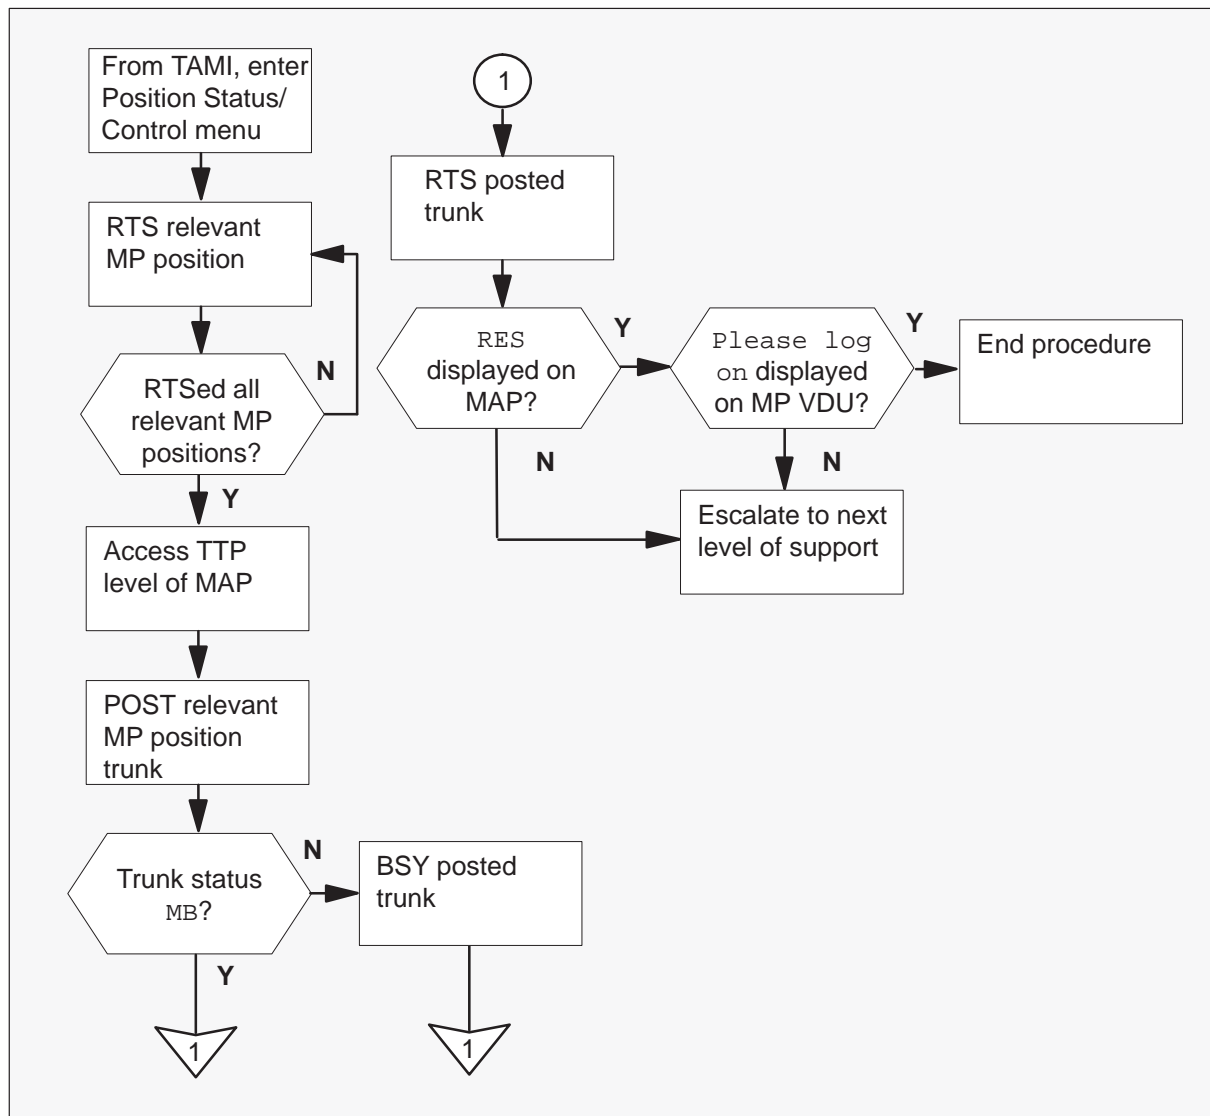 From TAMI, enter
Position Status/
Control menu
RTS relevant
MP position
N
RTSed all
relevant MP
positions?
Y
Access TTP
level of MAP
POST relevant
MP position
trunk
N
Trunk status
MB?
Y
BSY posted
trunk
1
1
1
RTS posted
trunk
Y
RES
displayed on
MAP?
N
Y
Please log
on displayed
on MP VDU?
N
End procedure
Escalate to next
level of support